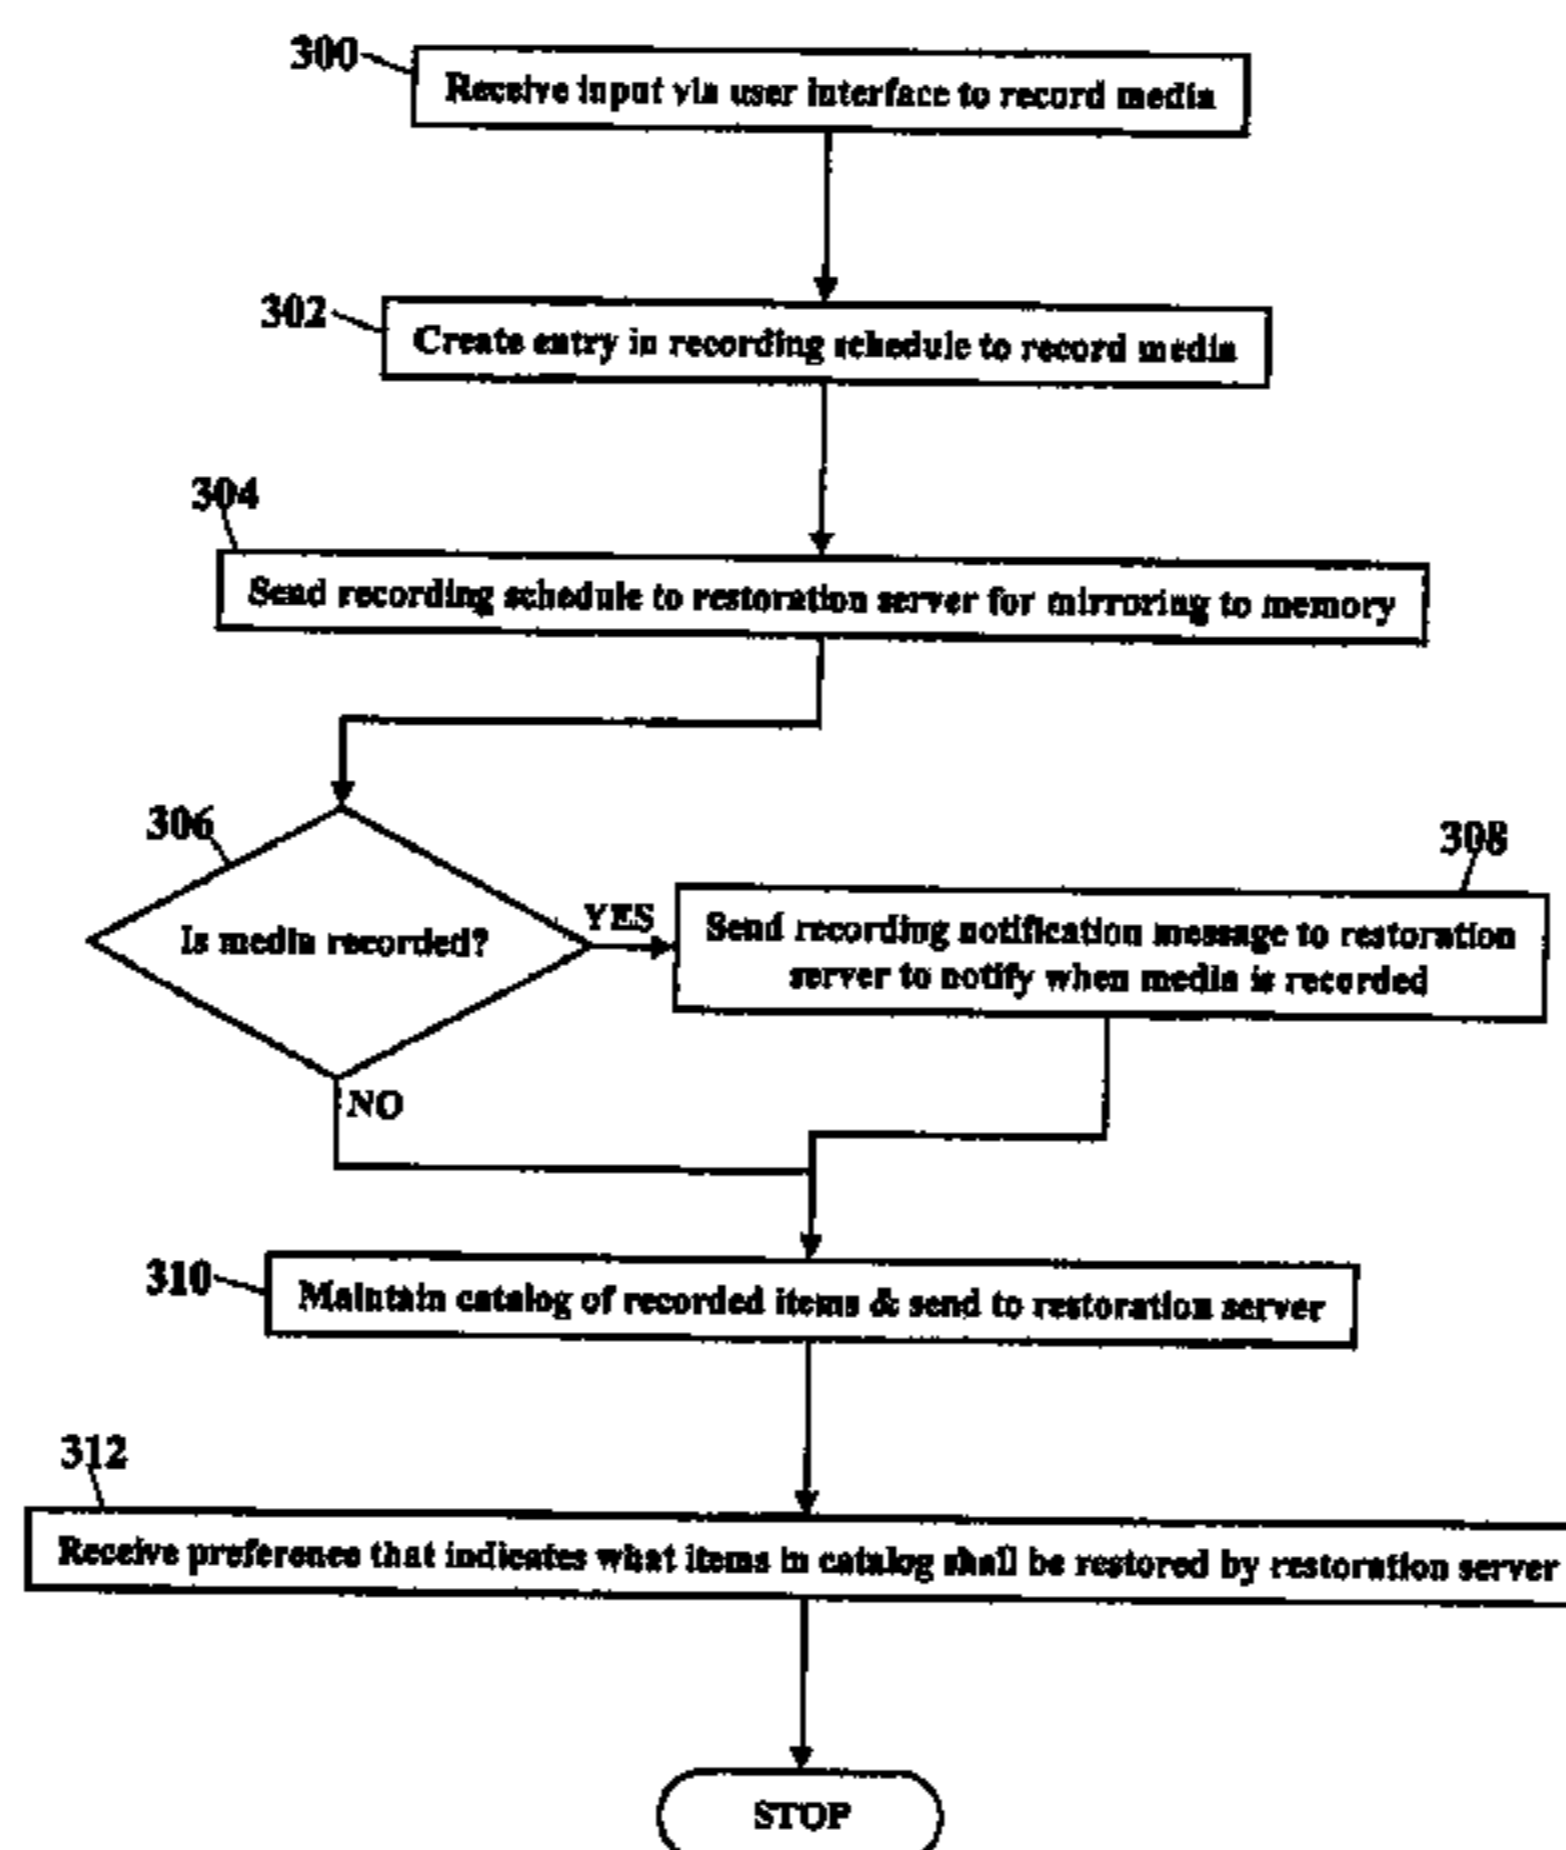 300
Receive input via user interface to record media
302
Create entry in recording schedule to record media
304
Send recording schedule to restoration server for mirroring to memory
306
Is media recorded?
YES
308
Send recording notification message to restoration
server to notify when media is recorded
NO
310
Maintain catalog of recorded items & send to restoration server
312
Receive preference that indicates what items in catalog shall be restored by restoration server
STOP